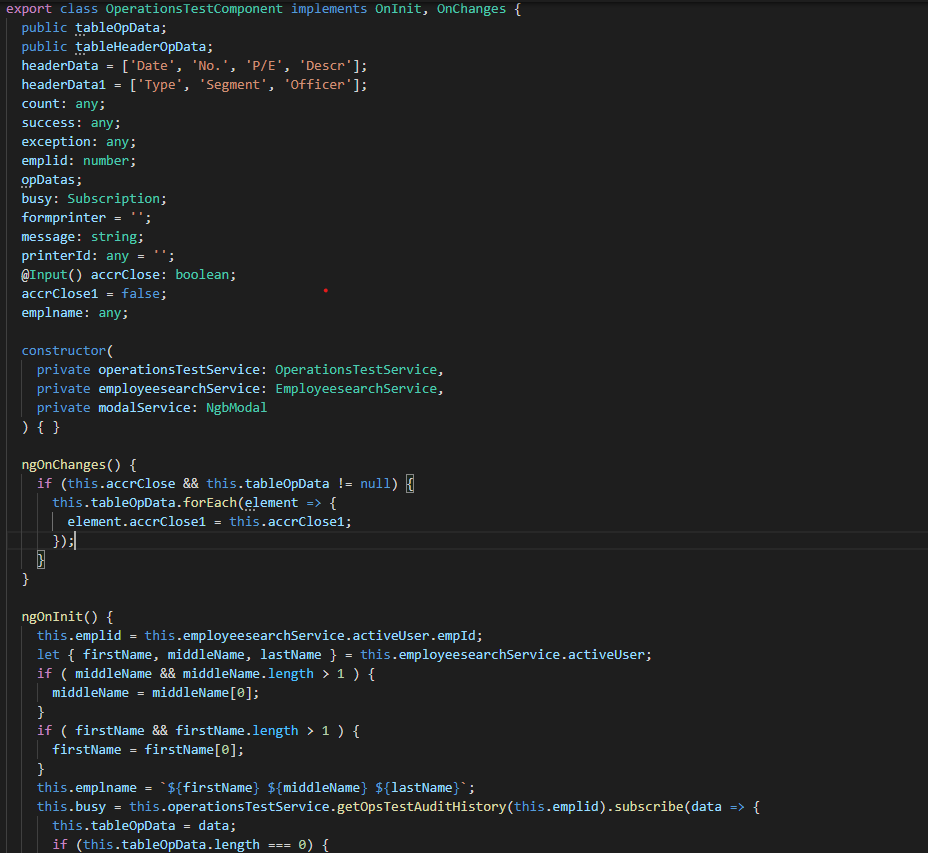 export class OperationsTestComponent implements OnInit, OnChanges {
  public tableOpData;
  public tableHeaderOpData;
  headerData = ['Date', 'No.', 'P/E', 'Descr'];
  headerData1 = ['Type', 'Segment', 'Officer'];
  count: any;
  success: any;
  exception: any;
  emplid: number;
  opDatas;
  busy: Subscription;
  formprinter = '';
  message: string;
  printerId: any = '';
  @Input() accrClose: boolean;
  accrClose1 = false;
  emplname: any;

  constructor(
    private operationsTestService: OperationsTestService,
    private employeesearchService: EmployeesearchService,
    private modalService: NgbModal
  ) { }

  ngOnChanges() {
    if (this.accrClose && this.tableOpData != null) {
      this.tableOpData.forEach(element => {
        element.accrClose1 = this.accrClose1;
      });
    }
  }

  ngOnInit() {
    this.emplid = this.employeesearchService.activeUser.empId;
    let { firstName, middleName, lastName } = this.employeesearchService.activeUser;
    if ( middleName && middleName.length > 1 ) {
      middleName = middleName[0];
    }
    if ( firstName && firstName.length > 1 ) {
      firstName = firstName[0];
    }
    this.emplname = `${firstName} ${middleName} ${lastName}`;
    this.busy = this.operationsTestService.getOpsTestAuditHistory(this.emplid).subscribe(data => {
      this.tableOpData = data;
      if (this.tableOpData.length === 0) {